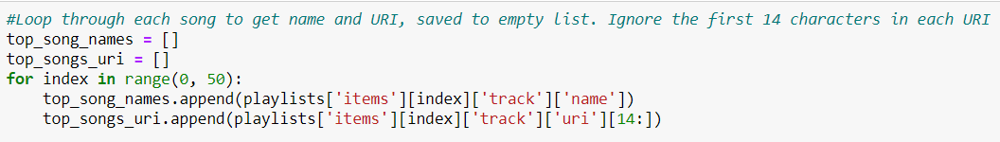 #Loop through each song to get name and URI, saved to empty list. Ignore the first 14 characters in each URI
top_song_names = []
top_songs_uri = []
for index in range(0, 50):
    top_song_names.append(playlists['items'][index]['track']['name'])
    top_songs_uri.append(playlists['items'][index]['track']['uri'][14:])